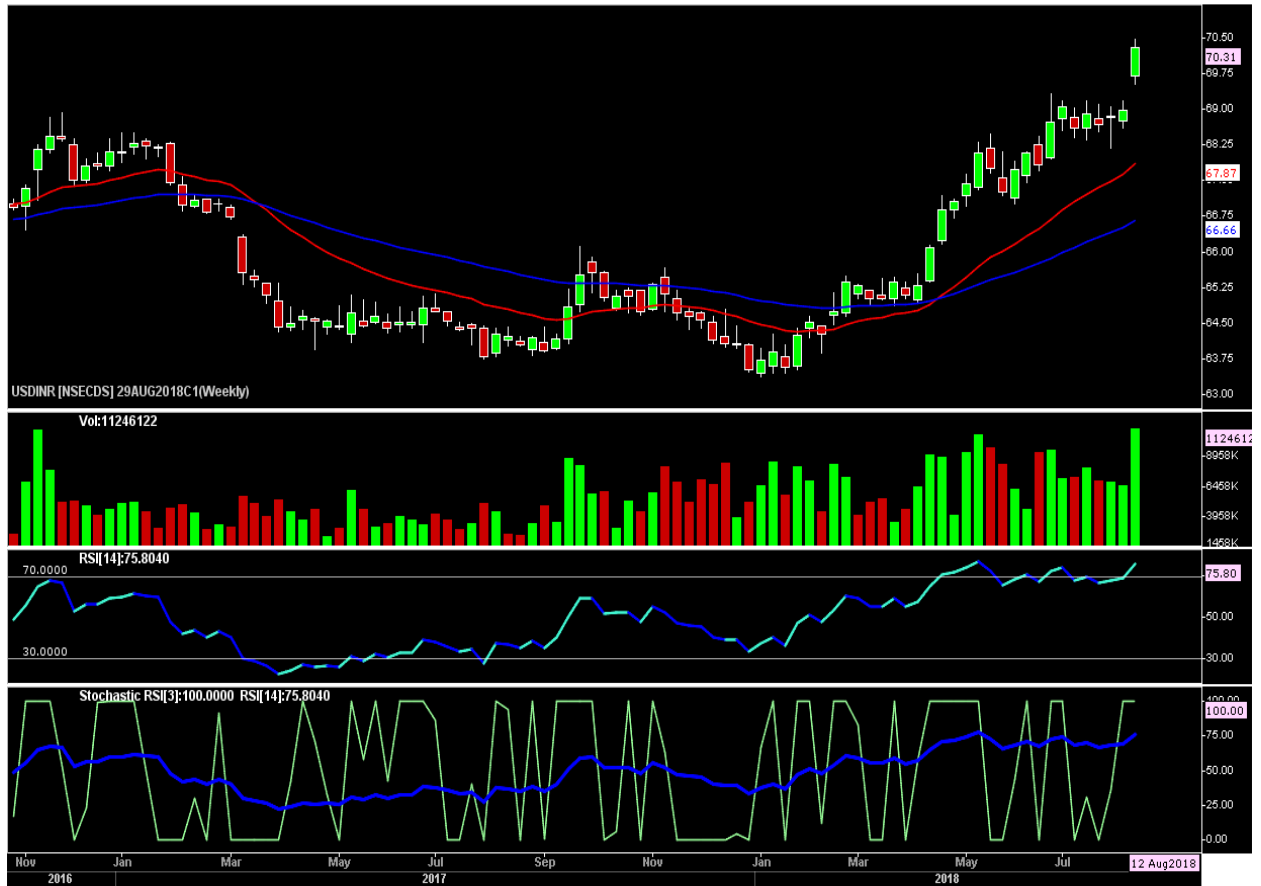 70.50
70.31
69.75
69.00
68.25
67.87
66.75
66.66
66.00
65.25
64.50
63.75
63.00
USDINR [NSECDS] 29AUG2018C1(Weekly)
Vol:11246122
1124612
8958K
6458K
3958K
1458K
RSI[14]:75.8040
70.0000
75.80
50.00
30.0000
30.00
Stochastic RSI[3]:100.0000 RSI[14]:75.8040
100.00
100.00
75.00
50.00
25.00
0.00
Nov Jan Mar May Jul Sep Nov Jan Mar May Jul 12 Aug2018
2016 2017 2018